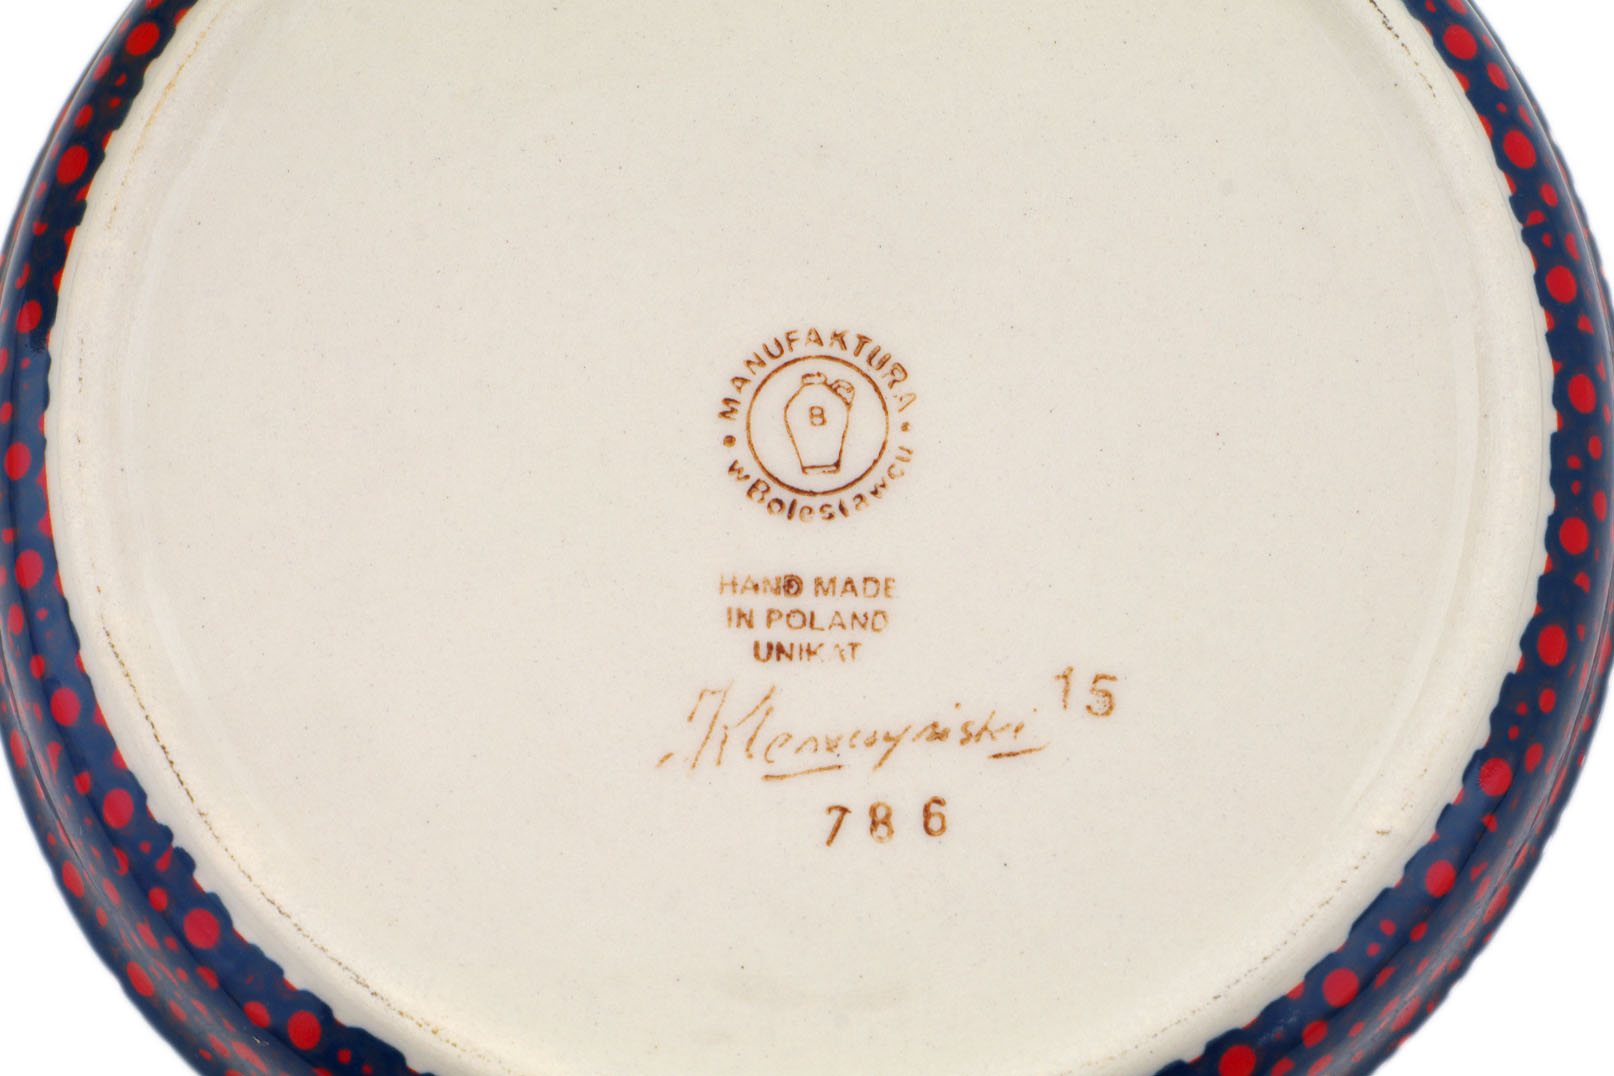 MANUFAKTURA
w Bolesławcu
B
HAND MADE
IN POLAND
UNIKAT
15
786